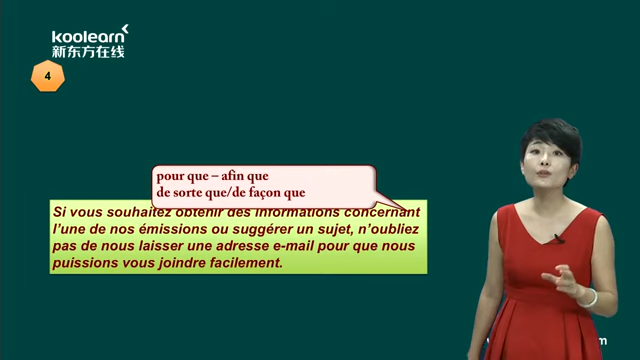 koolearn
新东方在线
4
pour que – afin que
de sorte que/de façon que
Si vous souhaitez obtenir des informations concernant
l'une de nos émissions ou suggérer un sujet, n'oubliez
pas de nous laisser une adresse e-mail pour que nous
puissions vous joindre facilement.